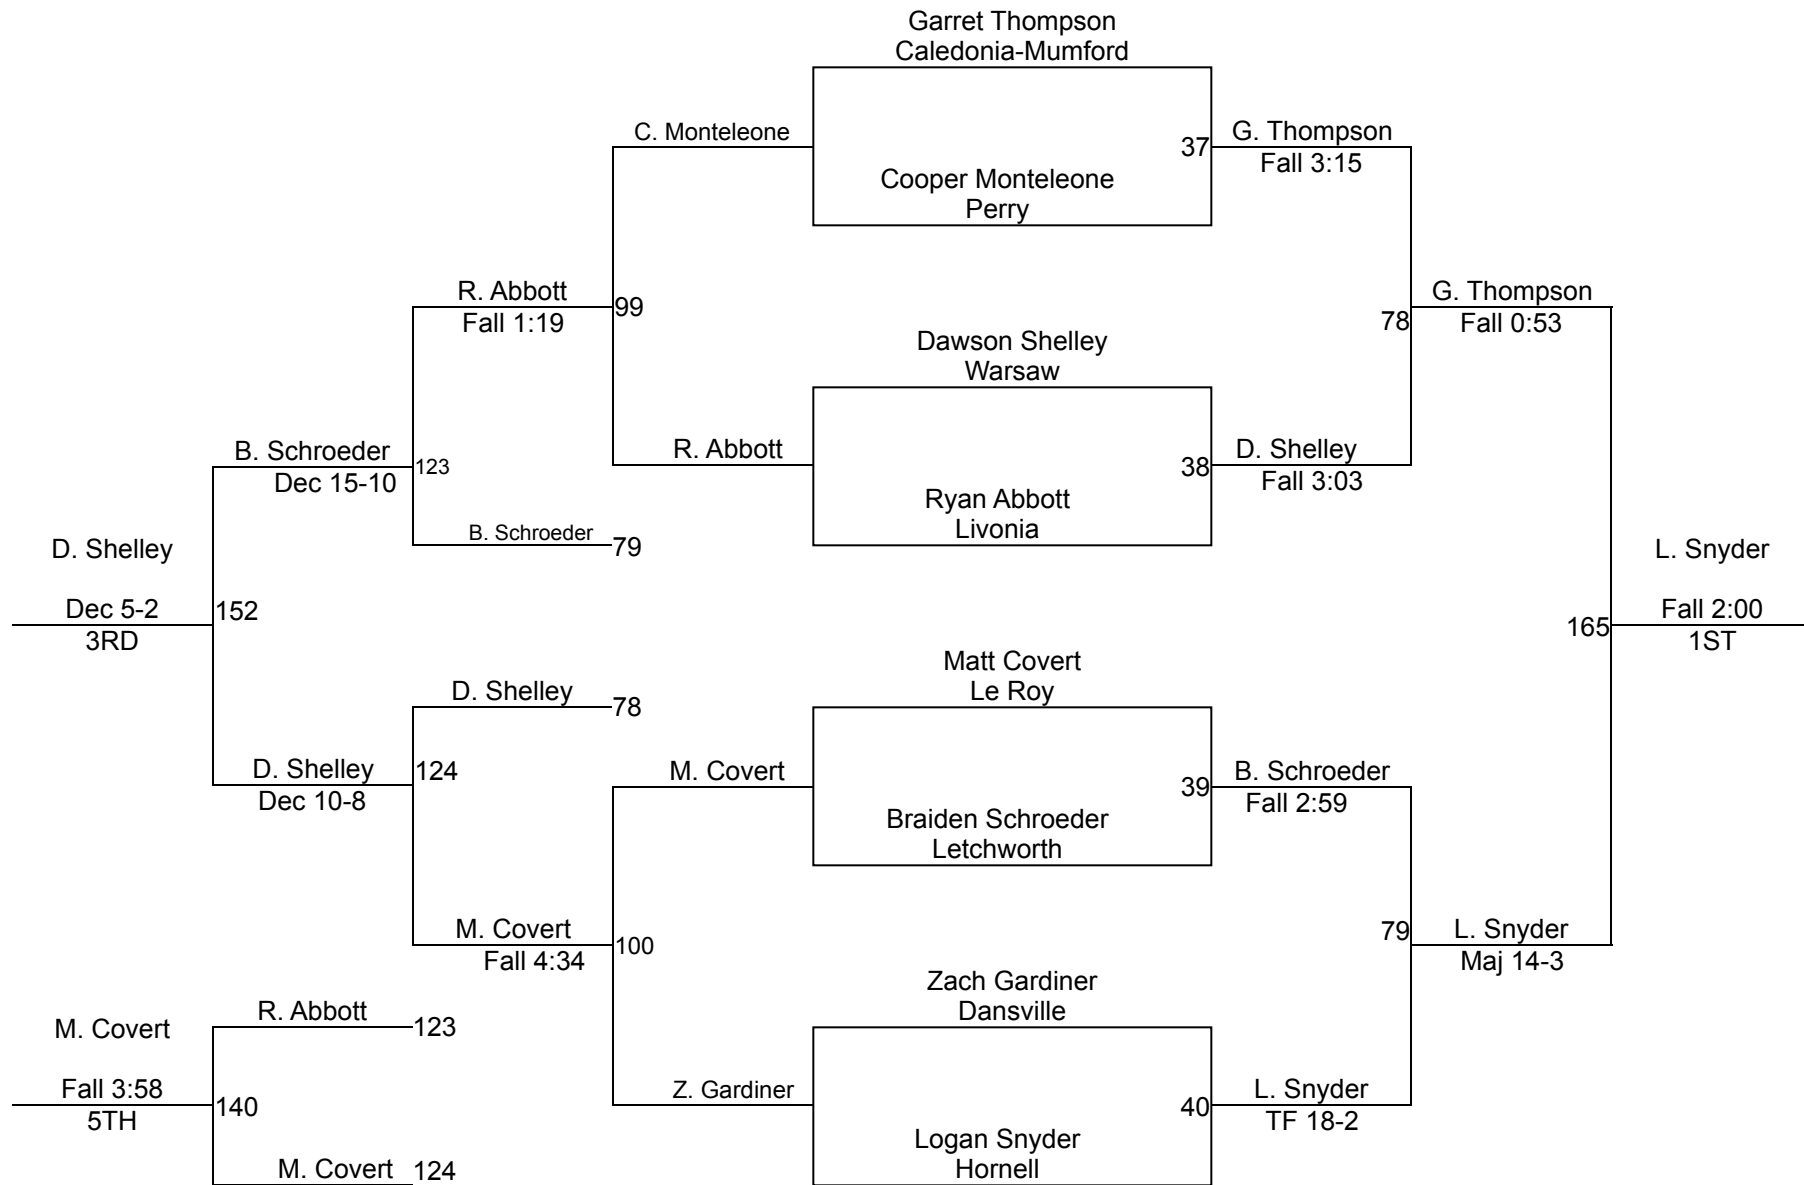 Garret Thompson
Caledonia-Mumford
C. Monteleone
37
G. Thompson
Fall 3:15
Cooper Monteleone
Perry
R. Abbott
Fall 1:19
99
78
G. Thompson
Fall 0:53
Dawson Shelley
Warsaw
B. Schroeder
Dec 15-10
123
R. Abbott
38
D. Shelley
Fall 3:03
Ryan Abbott
Livonia
B. Schroeder
79
D. Shelley
Dec 5-2
3RD
152
L. Snyder
Fall 2:00
1ST
165
Matt Covert
Le Roy
D. Shelley
78
D. Shelley
Dec 10-8
124
M. Covert
39
B. Schroeder
Fall 2:59
Braiden Schroeder
Letchworth
M. Covert
Fall 4:34
100
79
L. Snyder
Maj 14-3
Zach Gardiner
Dansville
R. Abbott
123
M. Covert
Fall 3:58
5TH
140
Z. Gardiner
40
L. Snyder
TF 18-2
Logan Snyder
Hornell
M. Covert
124